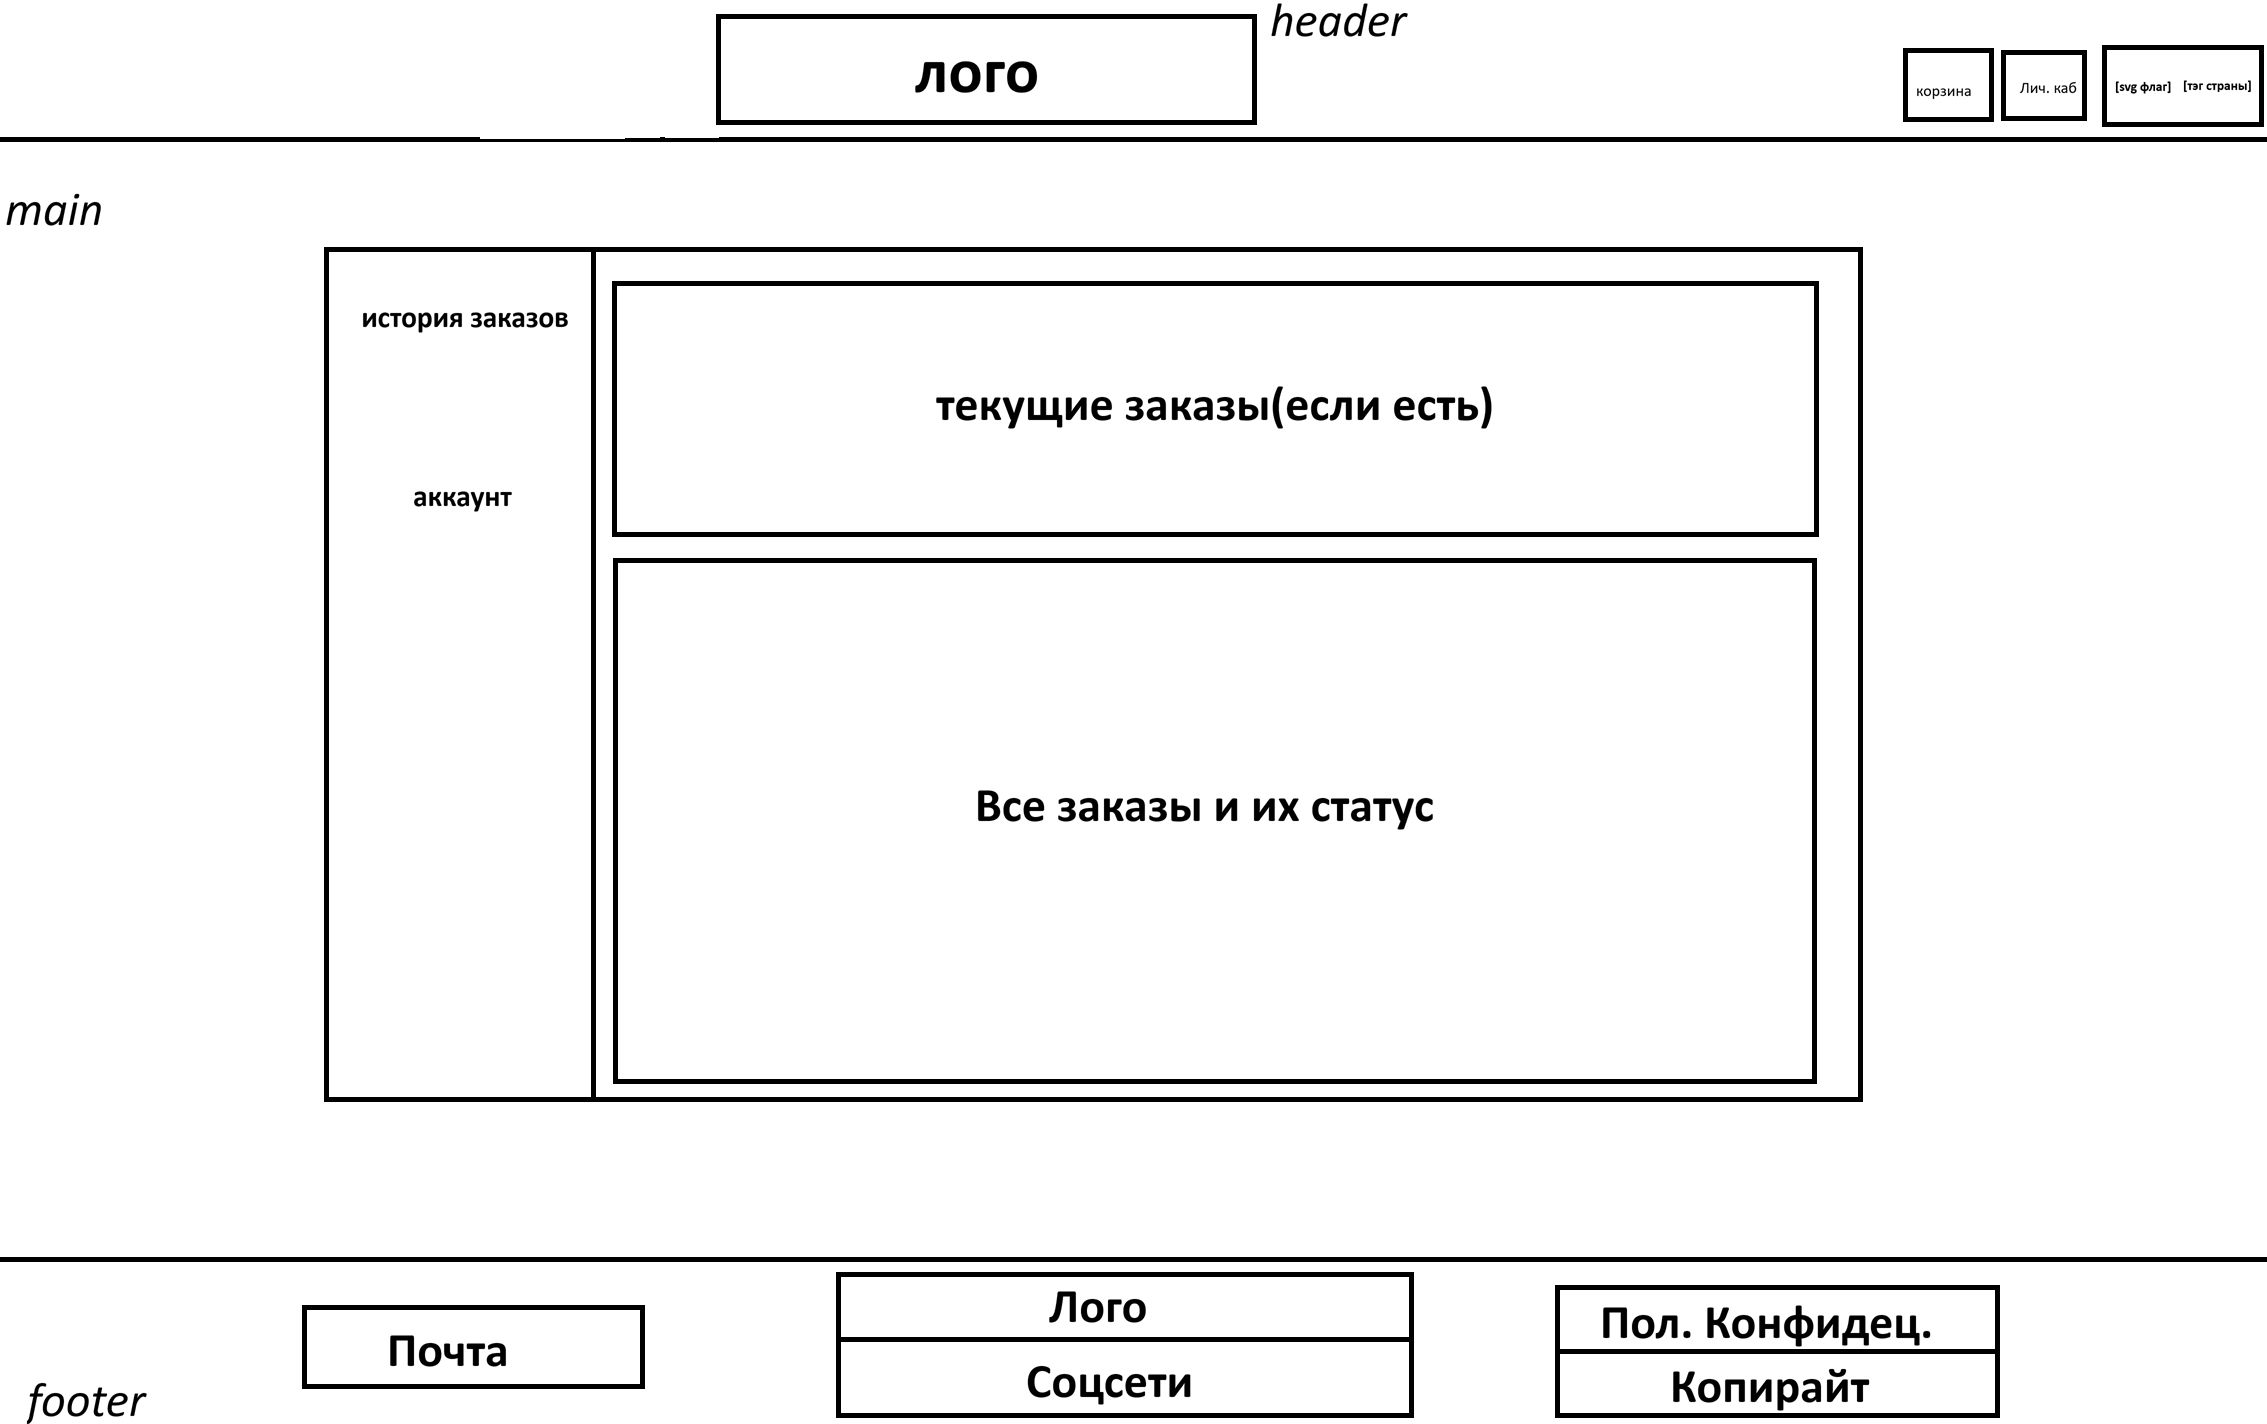 header
лого
корзина
Лич. каб
[svg флаг] [тэг страны]
main
история заказов
аккаунт
текущие заказы(если есть)
Все заказы и их статус
Почта
Лого
Соцсети
Пол. Конфидец.
Копирайт
footer